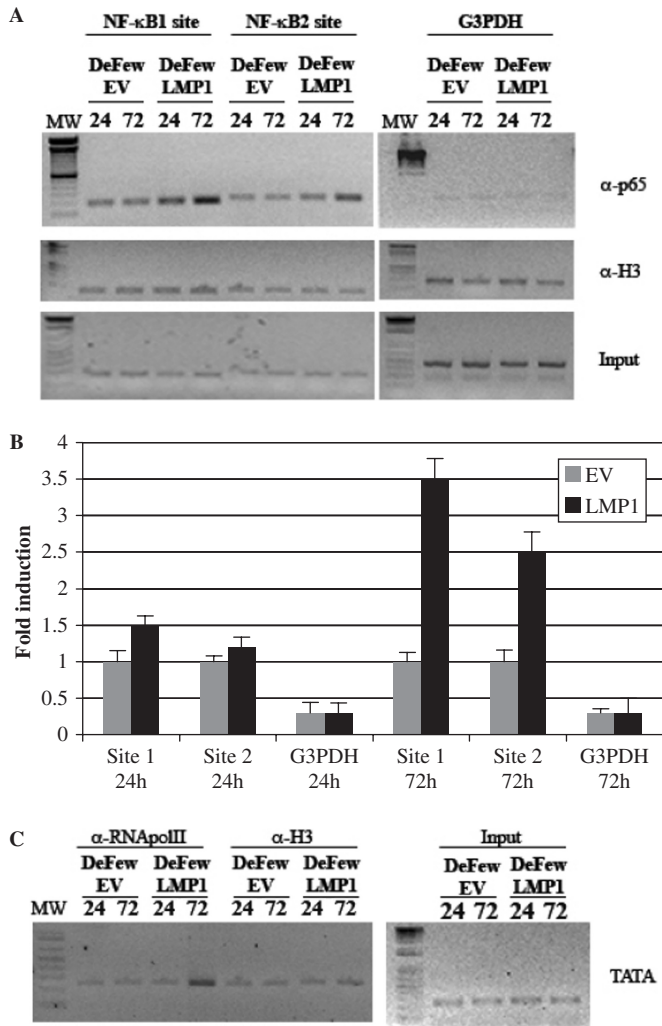 A
NF-κB1 site NF-κB2 site G3PDH
DeFew EV DeFew LMP1 DeFew EV DeFew LMP1 DeFew EV DeFew LMP1
MW 24 72 24 72 24 72 24 72 MW 24 72 24 72
α-p65
α-H3
Input
B
4
3.5
3
2.5
2
1.5
1
0.5
0
Fold induction
EV
LMP1
Site 1 24h
Site 2 24h
G3PDH 24h
Site 1 72h
Site 2 72h
G3PDH 72h
C
α-RNApolII α-H3 Input
DeFew EV DeFew LMP1 DeFew EV DeFew LMP1 DeFew EV DeFew LMP1
MW 24 72 24 72 24 72 24 72 24 72 24 72
TATA